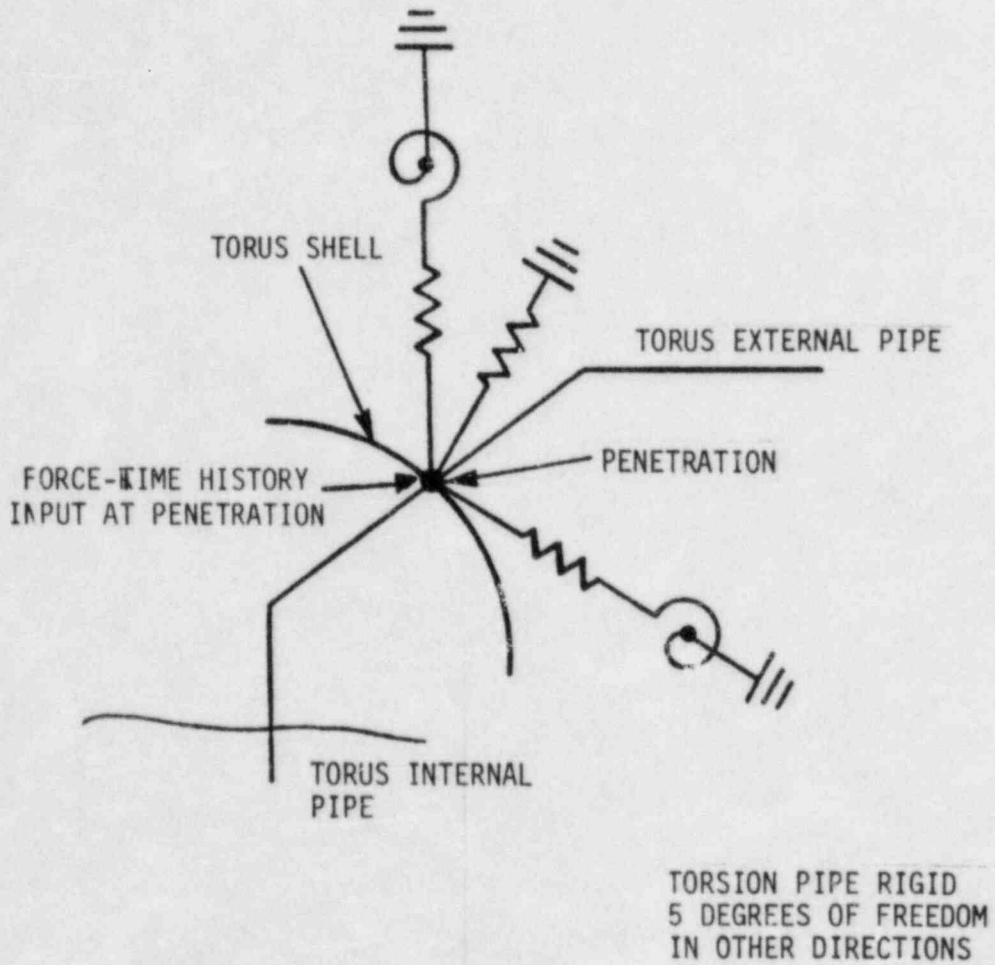 TORUS SHELL
TORUS EXTERNAL PIPE
FORCE-TIME HISTORY
INPUT AT PENETRATION
PENETRATION
TORUS INTERNAL
PIPE
TORSION PIPE RIGID
5 DEGREES OF FREEDOM
IN OTHER DIRECTIONS